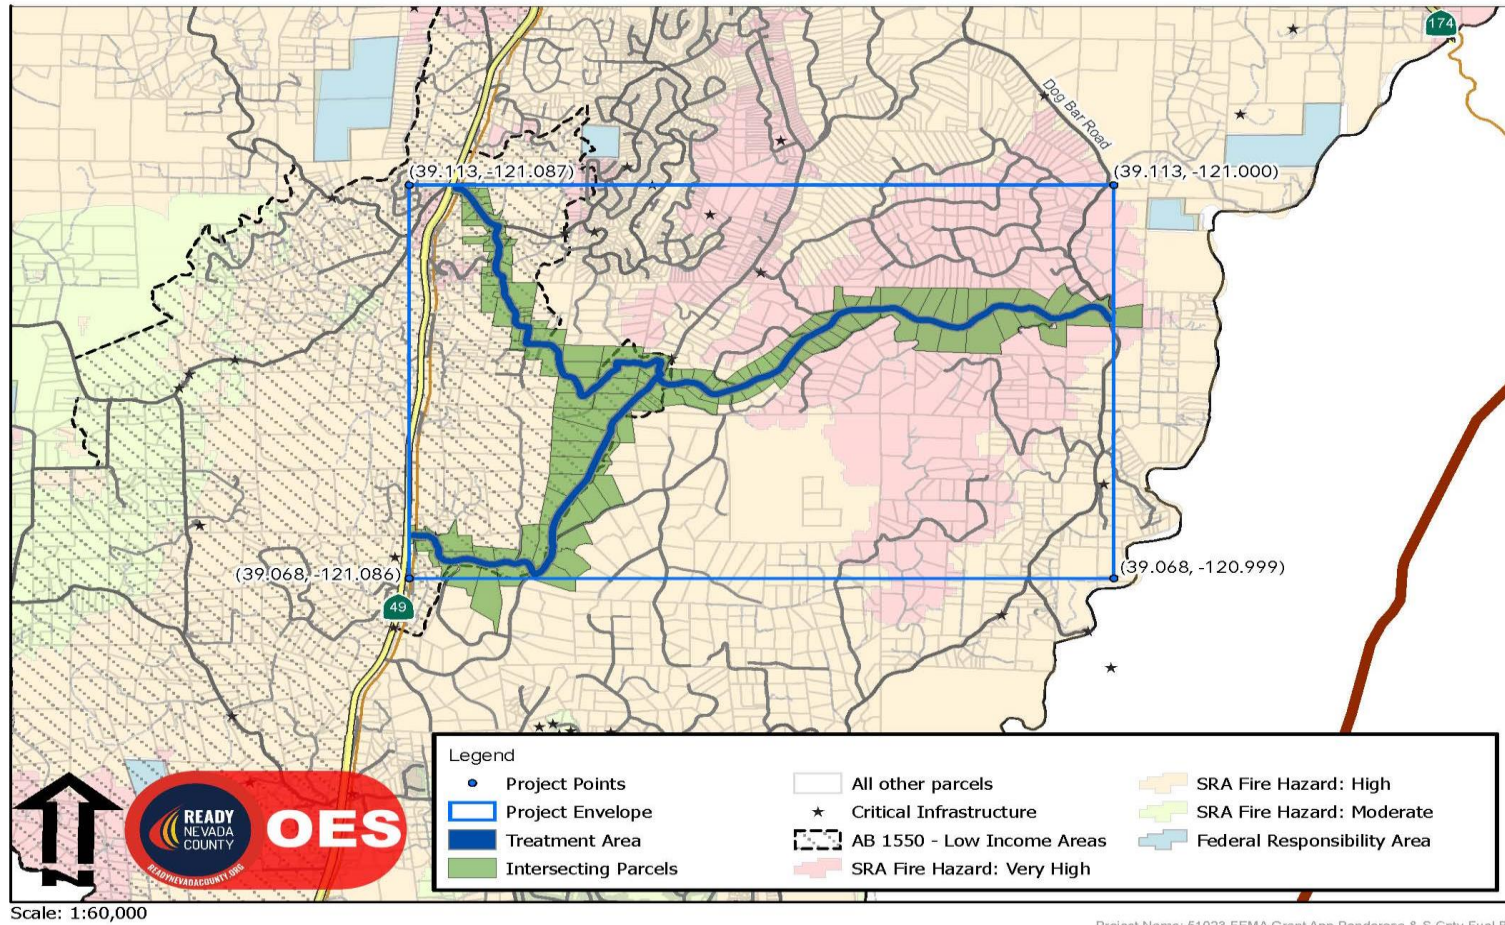 174
Dog Bar Road
(39.113, -121.087)
(39.113, -121.000)
(39.068, -121.086)
(39.068, -120.999)
49
Legend
Project Points
Project Envelope
Treatment Area
Intersecting Parcels
All other parcels
Critical Infrastructure
AB 1550 - Low Income Areas
SRA Fire Hazard: Very High
SRA Fire Hazard: High
SRA Fire Hazard: Moderate
Federal Responsibility Area
READY
NEVADA
COUNTY
READYNEVADACOUNTY.ORG
OES
Scale: 1:60,000